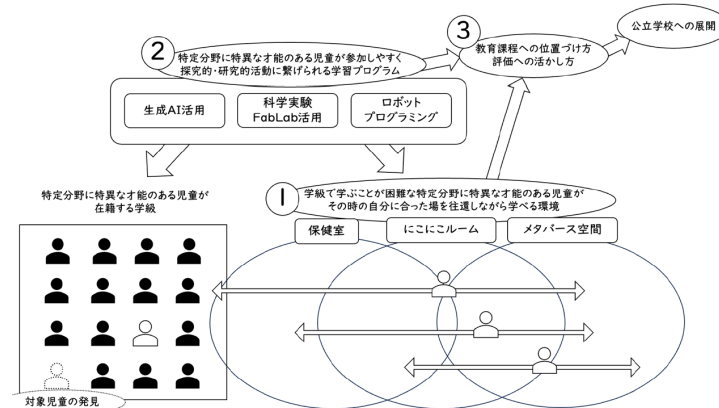 公立学校への展開
3
教育課程への位置づけ方
評価への活かし方
2
特定分野に特異な才能のある児童が参加しやすく
探究的・研究的活動に繋げられる学習プログラム
生成AI活用
科学実験
FabLab活用
ロボット
プログラミング
特定分野に特異な才能のある児童が
在籍する学級
1
学級で学ぶことが困難な特定分野に特異な才能のある児童が
その時の自分に合った場を往還しながら学べる環境
保健室
にこにこルーム
メタバース空間
対象児童の発見